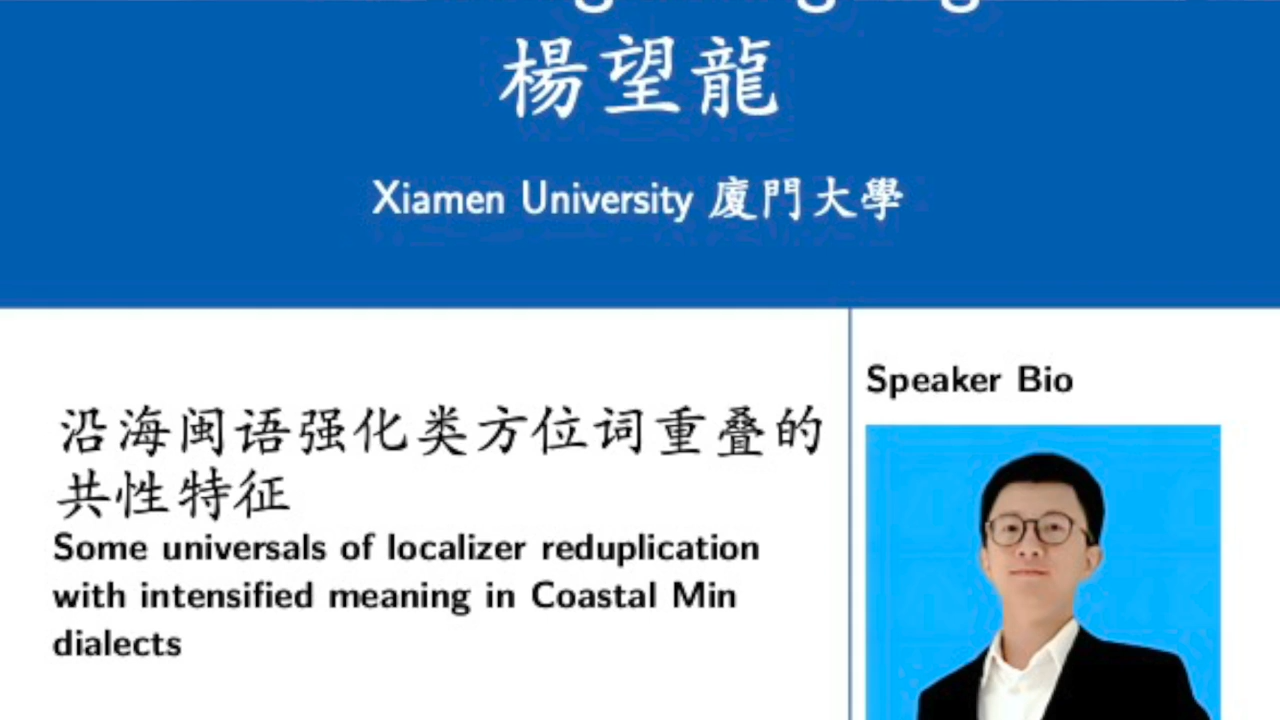 楊望龍
Xiamen University 廈門大學
Speaker Bio
沿海闽语强化类方位词重叠的
共性特征
Some universals of localizer reduplication
with intensified meaning in Coastal Min
dialects